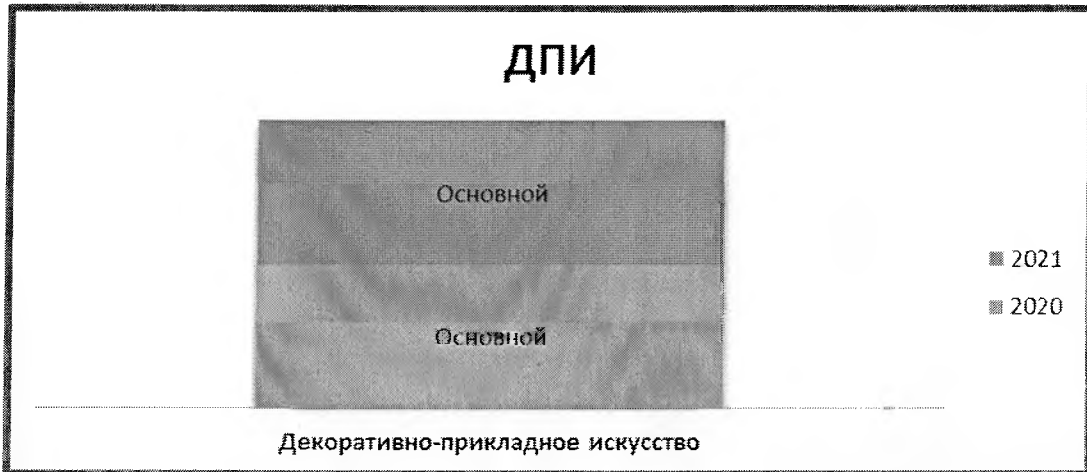 ДПИ
Основной
Основной
2021
2020
Декоративно-прикладное искусство